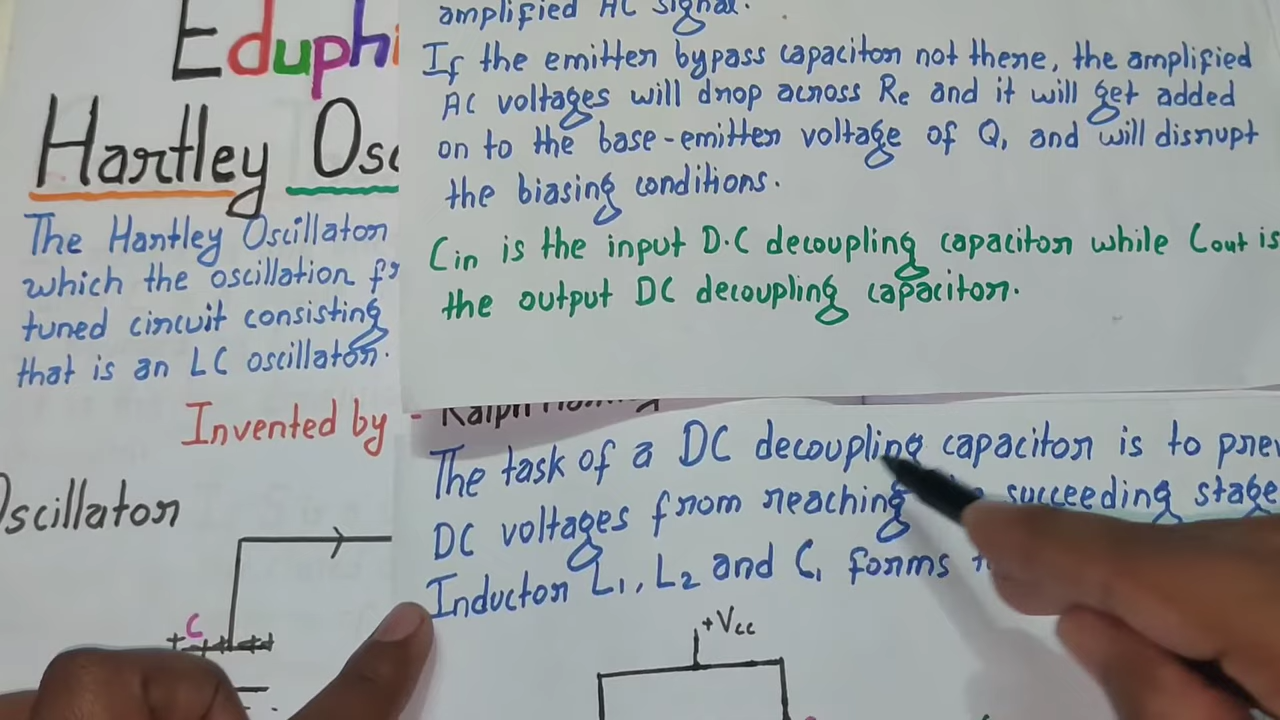 Eduphi
Hartley Osc
The Hartley Oscillator
which the oscillation fr
tuned circuit consisting
that is an LC oscillator.
Invented by -
Oscillator
C
amplified AC signal.
If the emitter bypass capacitor not there, the amplified
AC voltages will drop across Re and it will get added
on to the base-emitter voltage of Q1 and will disrupt
the biasing conditions.
Cin is the input D.C decoupling capacitor while Cout is
the output DC decoupling capacitor.
The task of a DC decoupling capacitor is to prev
DC voltages from reaching succeeding stage
Inductor L1, L2 and C1 forms
+Vcc